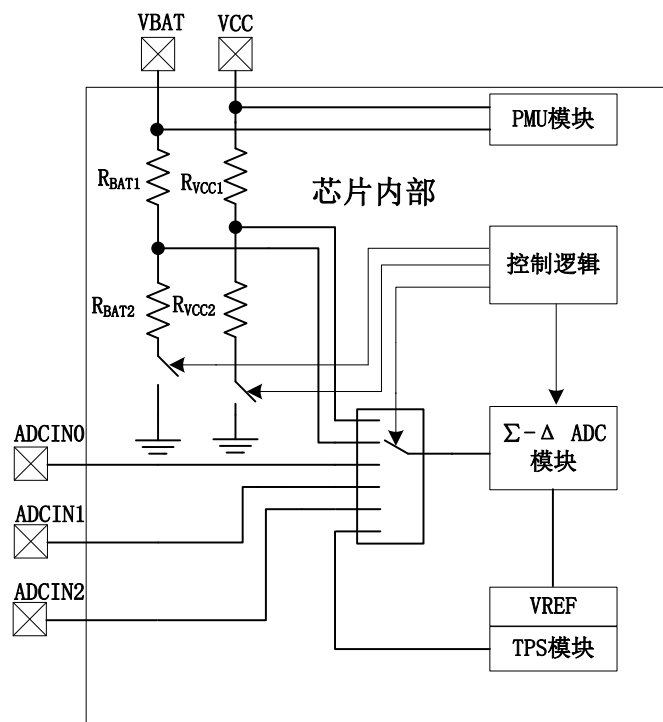 VBAT
VCC
PMU模块
RBAT1
RVCC1
芯片内部
控制逻辑
RBAT2
RVCC2
ADCIN0
Σ-Δ ADC
模块
ADCIN1
ADCIN2
VREF
TPS模块